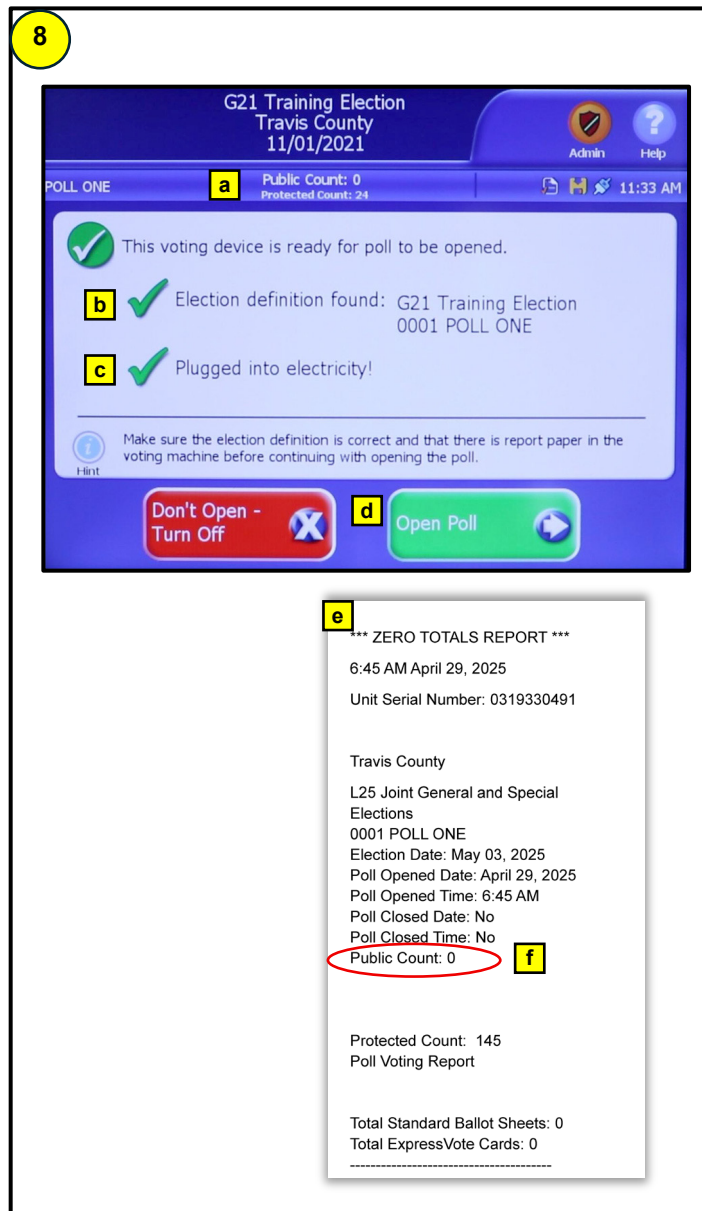 8
G21 Training Election
Travis County
11/01/2021
Admin
Help
POLL ONE
a
Public Count: 0
Protected Count: 24
11:33 AM
This voting device is ready for poll to be opened.
b
Election definition found: G21 Training Election
0001 POLL ONE
c
Plugged into electricity!
Hint
Make sure the election definition is correct and that there is report paper in the
voting machine before continuing with opening the poll.
Don't Open -
Turn Off
d
Open Poll
e
*** ZERO TOTALS REPORT ***
6:45 AM April 29, 2025
Unit Serial Number: 0319330491
Travis County
L25 Joint General and Special
Elections
0001 POLL ONE
Election Date: May 03, 2025
Poll Opened Date: April 29, 2025
Poll Opened Time: 6:45 AM
Poll Closed Date: No
Poll Closed Time: No
Public Count: 0
f
Protected Count: 145
Poll Voting Report
Total Standard Ballot Sheets: 0
Total ExpressVote Cards: 0
---------------------------------------